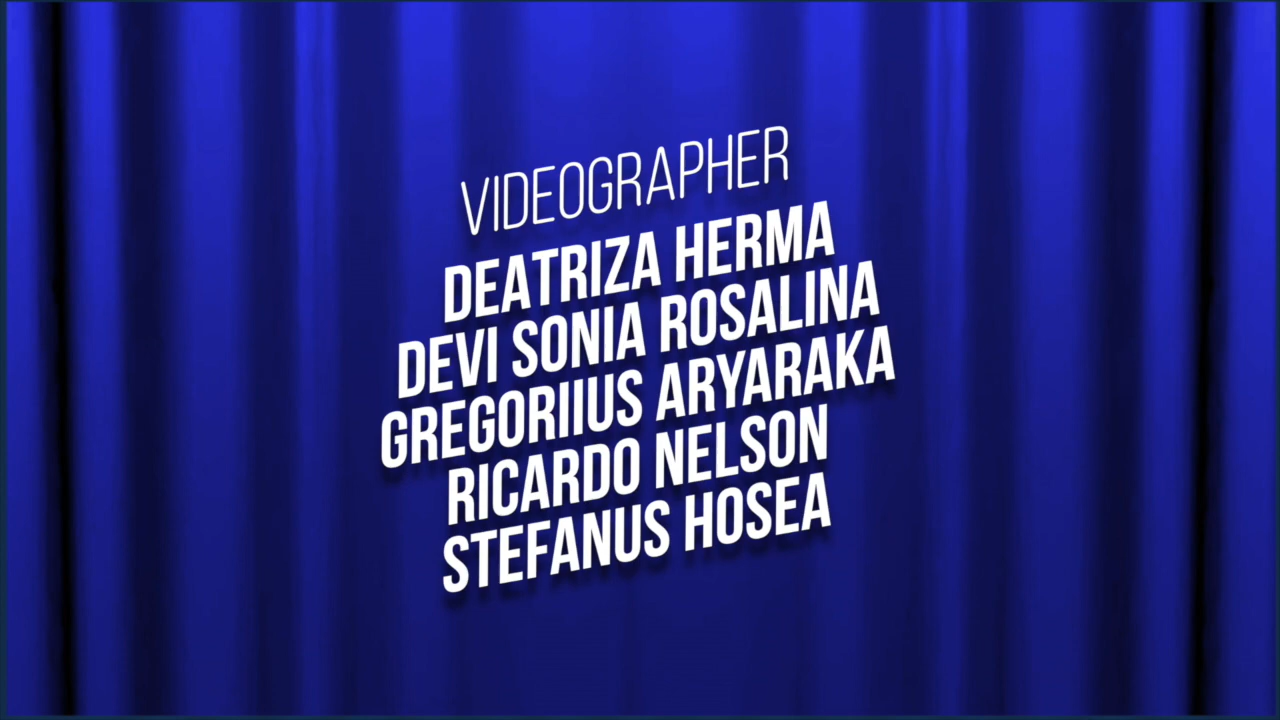 VIDEOGRAPHER
DEATRIZA HERMA
DEVI SONIA ROSALINA
GREGORIIUS ARYARAKA
RICARDO NELSON
STEFANUS HOSEA